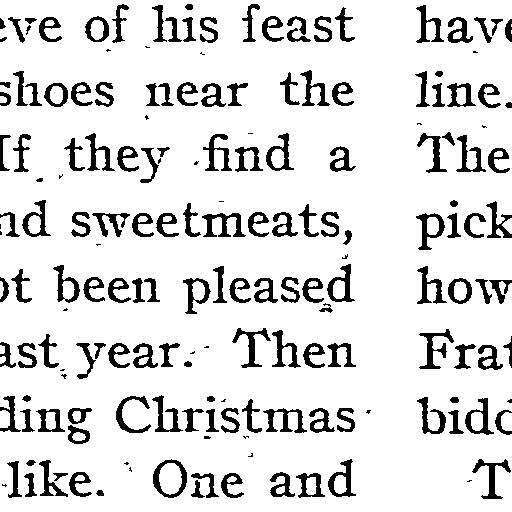 eve of his feast
shoes near the
If they find a
nd sweetmeats,
ot been pleased
ast year. Then
ding Christmas
like. One and
have
line.
The
pick
how
Frat
bidd
T